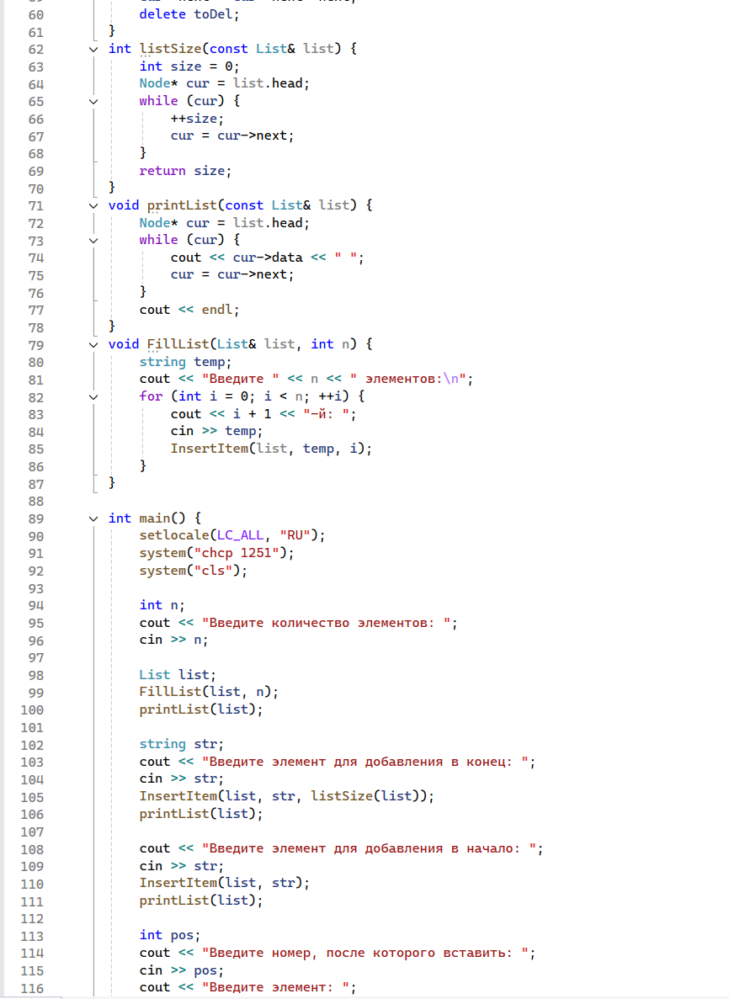 60 delete toDel;
61 }
62 int listSize(const List& list) {
63 int size = 0;
64 Node* cur = list.head;
65 while (cur) {
66 ++size;
67 cur = cur->next;
68 }
69 return size;
70 }
71 void printList(const List& list) {
72 Node* cur = list.head;
73 while (cur) {
74 cout << cur->data << " ";
75 cur = cur->next;
76 }
77 cout << endl;
78 }
79 void FillList(List& list, int n) {
80 string temp;
81 cout << "Введите " << n << " элементов:\n";
82 for (int i = 0; i < n; ++i) {
83 cout << i + 1 << "-й: ";
84 cin >> temp;
85 InsertItem(list, temp, i);
86 }
87 }
88
89 int main() {
90 setlocale(LC_ALL, "RU");
91 system("chcp 1251");
92 system("cls");
93
94 int n;
95 cout << "Введите количество элементов: ";
96 cin >> n;
97
98 List list;
99 FillList(list, n);
100 printList(list);
101
102 string str;
103 cout << "Введите элемент для добавления в конец: ";
104 cin >> str;
105 InsertItem(list, str, listSize(list));
106 printList(list);
107
108 cout << "Введите элемент для добавления в начало: ";
109 cin >> str;
110 InsertItem(list, str);
111 printList(list);
112
113 int pos;
114 cout << "Введите номер, после которого вставить: ";
115 cin >> pos;
116 cout << "Введите элемент: ";